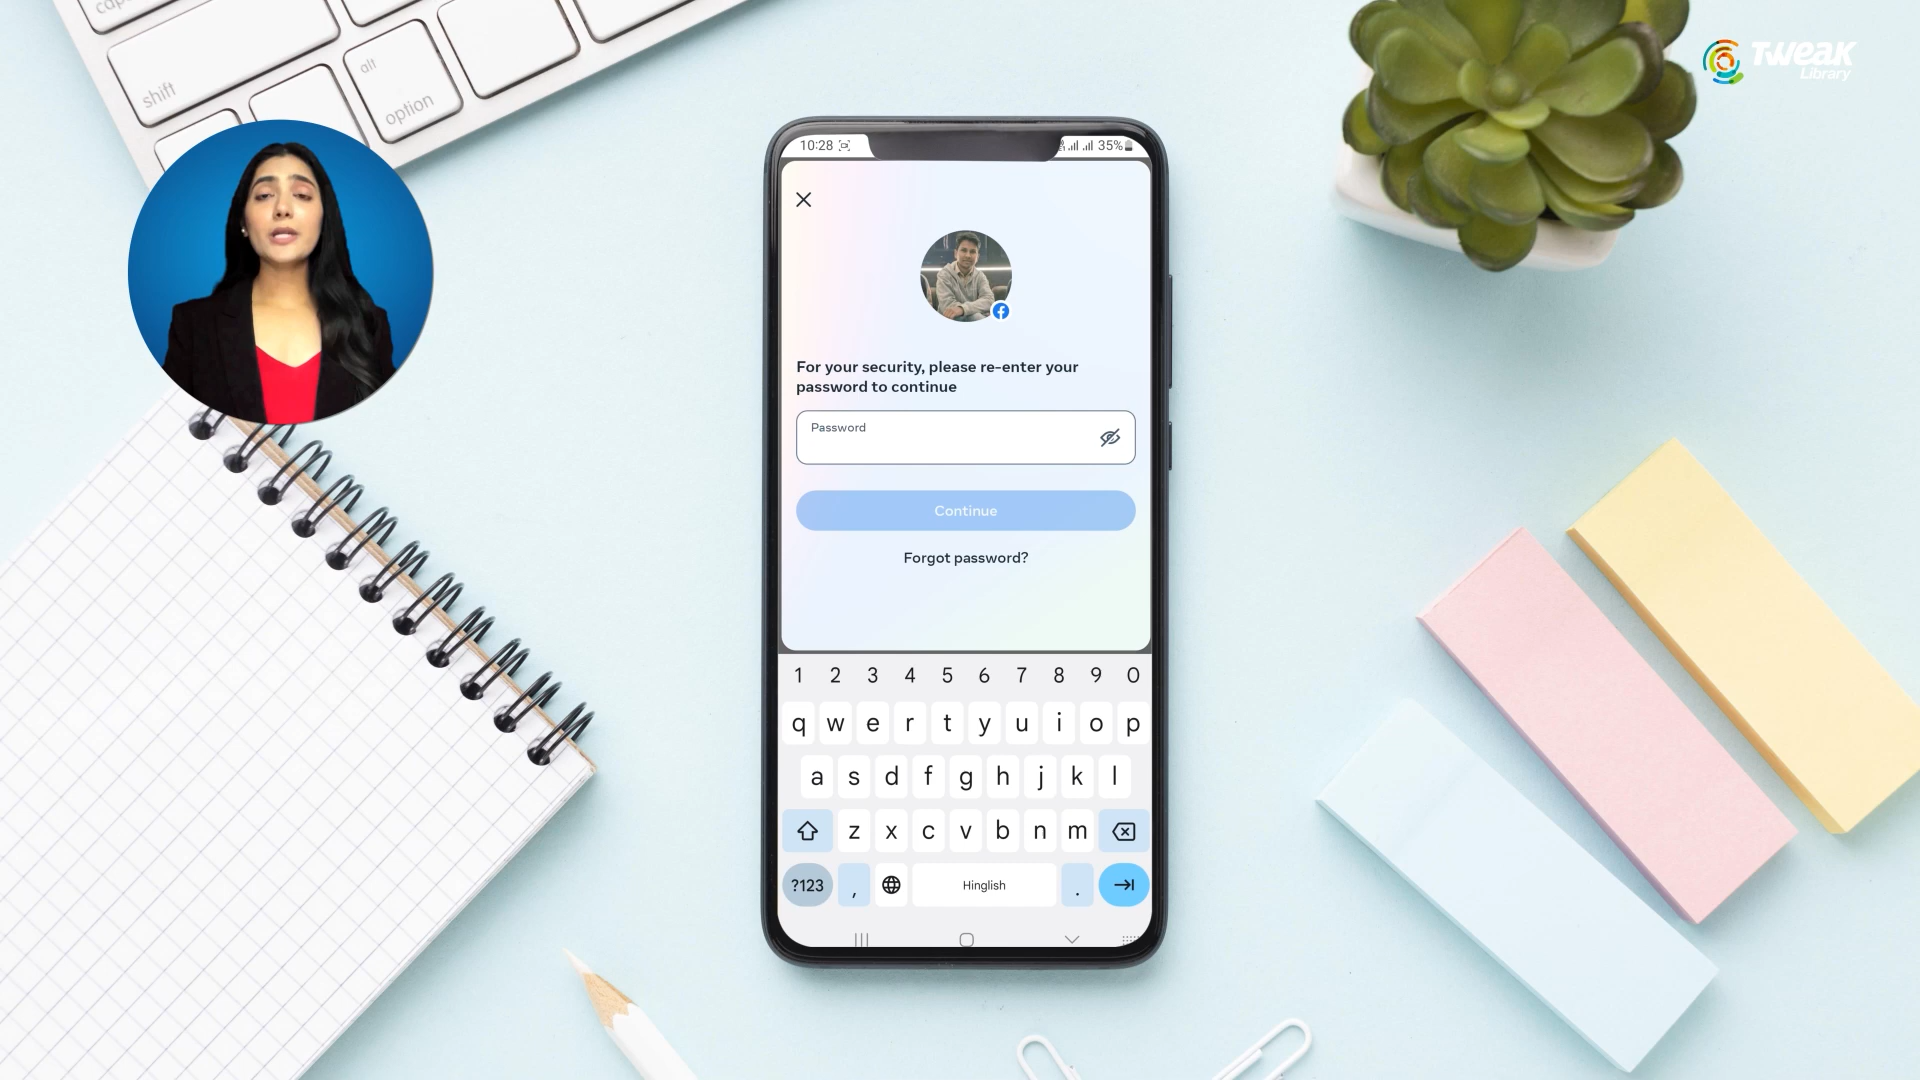 caps
shift
alt
option
Tweak
Library
10:28
35%
For your security, please re-enter your
password to continue
Password
Continue
Forgot password?
1 2 3 4 5 6 7 8 9 0
q w e r t y u i o p
a s d f g h j k l
z x c v b n m
?123 , Hinglish .